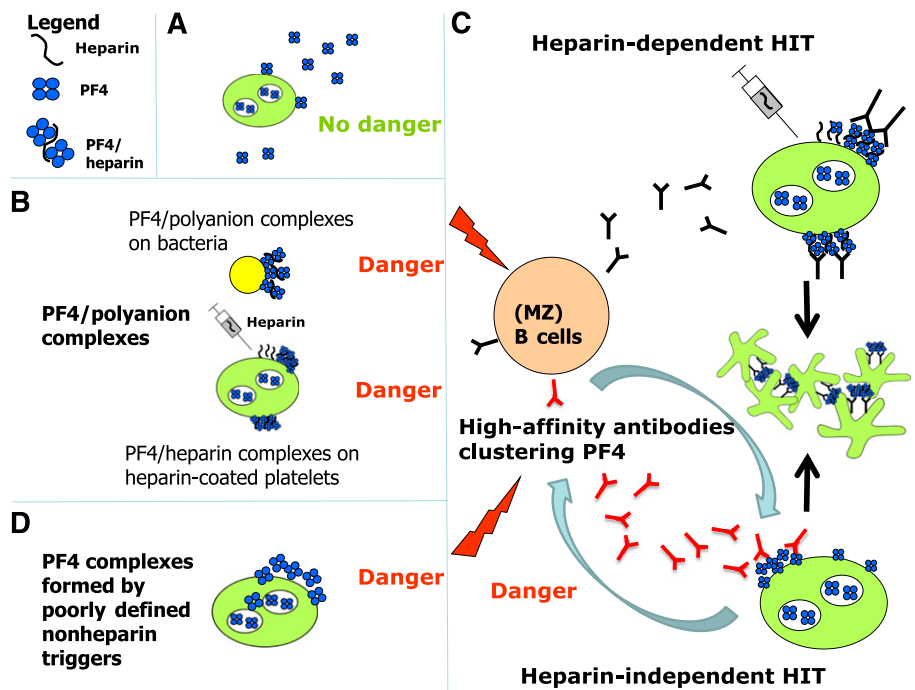 Legend
Heparin
PF4
PF4/
heparin
A
No danger
B
PF4/polyanion complexes
on bacteria
Danger
PF4/polyanion
complexes
Heparin
Danger
PF4/heparin complexes on
heparin-coated platelets
D
PF4 complexes
formed by
poorly defined
nonheparin
triggers
Danger
C
Heparin-dependent HIT
(MZ)
B cells
High-affinity antibodies
clustering PF4
Danger
Heparin-independent HIT